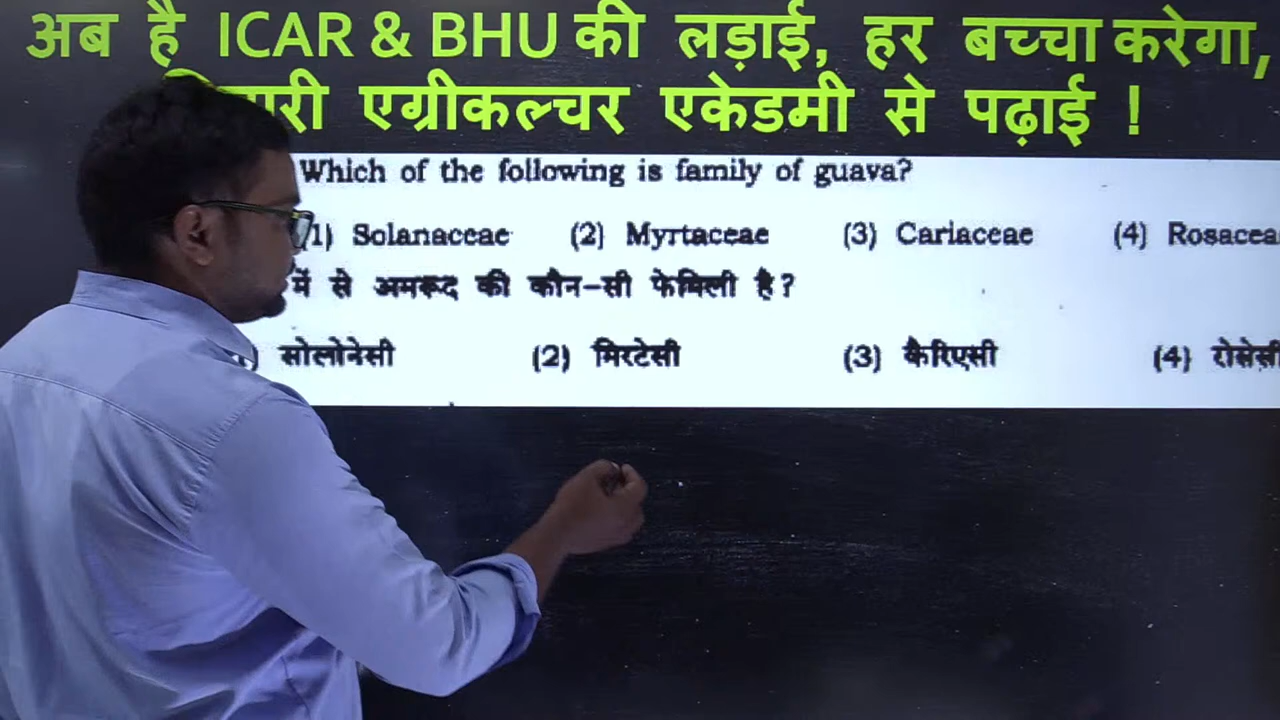 अब है ICAR & BHU की लड़ाई, हर बच्चा करेगा,
एग्रीकल्चर एकेडमी से पढ़ाई !
Which of the following is family of guava?
1) Solanaceae (2) Myrtaceae (3) Cariaceae (4) Rosacea
में से अमरूद की कौन-सी फेमिली है?
) सोलोनेसी (2) मिरटेसी (3) कैरिएसी (4) रोसेसी